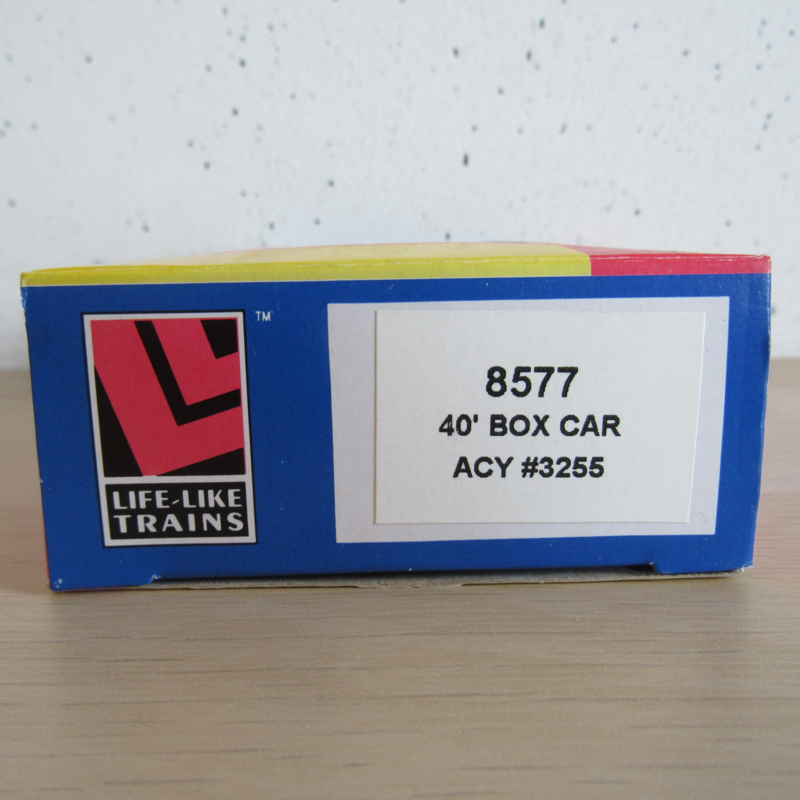 TM
LIFE-LIKE
TRAINS
8577
40' BOX CAR
ACY #3255